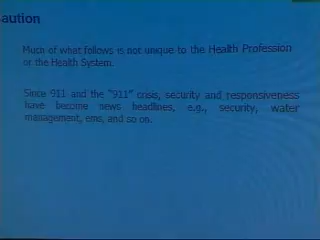 aution
Much of what follows is not unique to the Health Profession
or the Health System.
Since 911 and the "911" crisis, security and responsiveness
have become news headlines, e.g., security, water
management, ems, and so on.